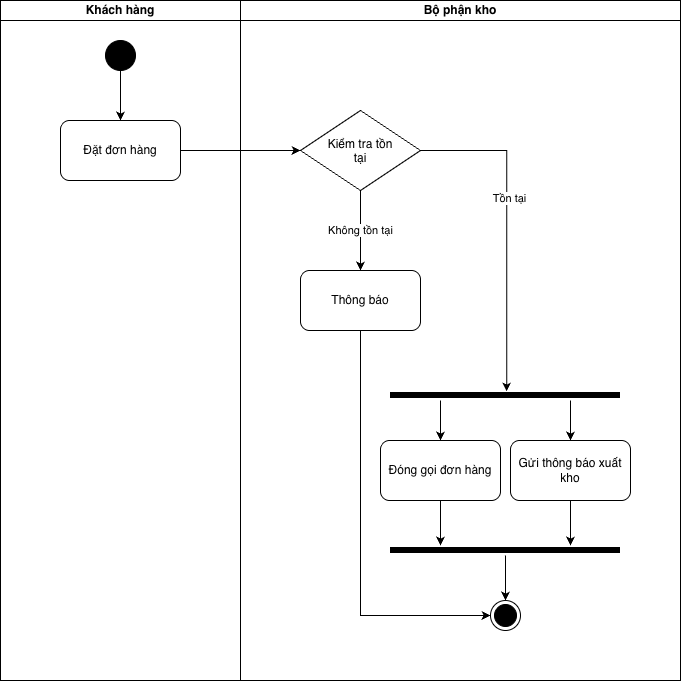 Khách hàng
Bộ phận kho
Đặt đơn hàng
Kiểm tra tồn
tại
Tồn tại
Không tồn tại
Thông báo
Đóng gọi đơn hàng
Gửi thông báo xuất
kho